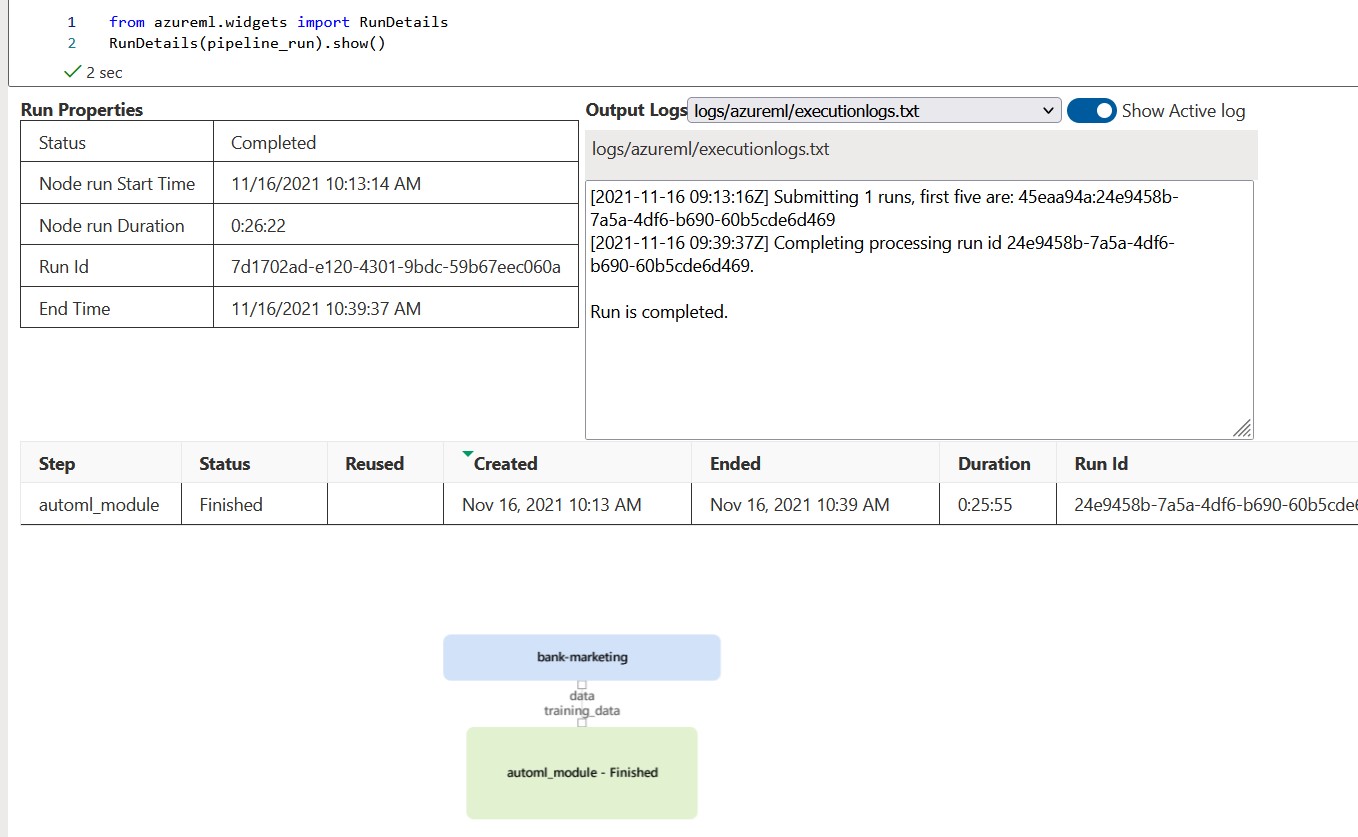 1 from azureml.widgets import RunDetails
2 RunDetails(pipeline_run).show()
2 sec
Run Properties
Status Completed
Node run Start Time 11/16/2021 10:13:14 AM
Node run Duration 0:26:22
Run Id 7d1702ad-e120-4301-9bdc-59b67eec060a
End Time 11/16/2021 10:39:37 AM
Output Logs logs/azureml/executionlogs.txt Show Active log
logs/azureml/executionlogs.txt
[2021-11-16 09:13:16Z] Submitting 1 runs, first five are: 45eaa94a:24e9458b-
7a5a-4df6-b690-60b5cde6d469
[2021-11-16 09:39:37Z] Completing processing run id 24e9458b-7a5a-4df6-
b690-60b5cde6d469.
Run is completed.
Step Status Reused Created Ended Duration Run Id
automl_module Finished Nov 16, 2021 10:13 AM Nov 16, 2021 10:39 AM 0:25:55 24e9458b-7a5a-4df6-b690-60b5cde6
bank-marketing
data
training_data
automl_module - Finished